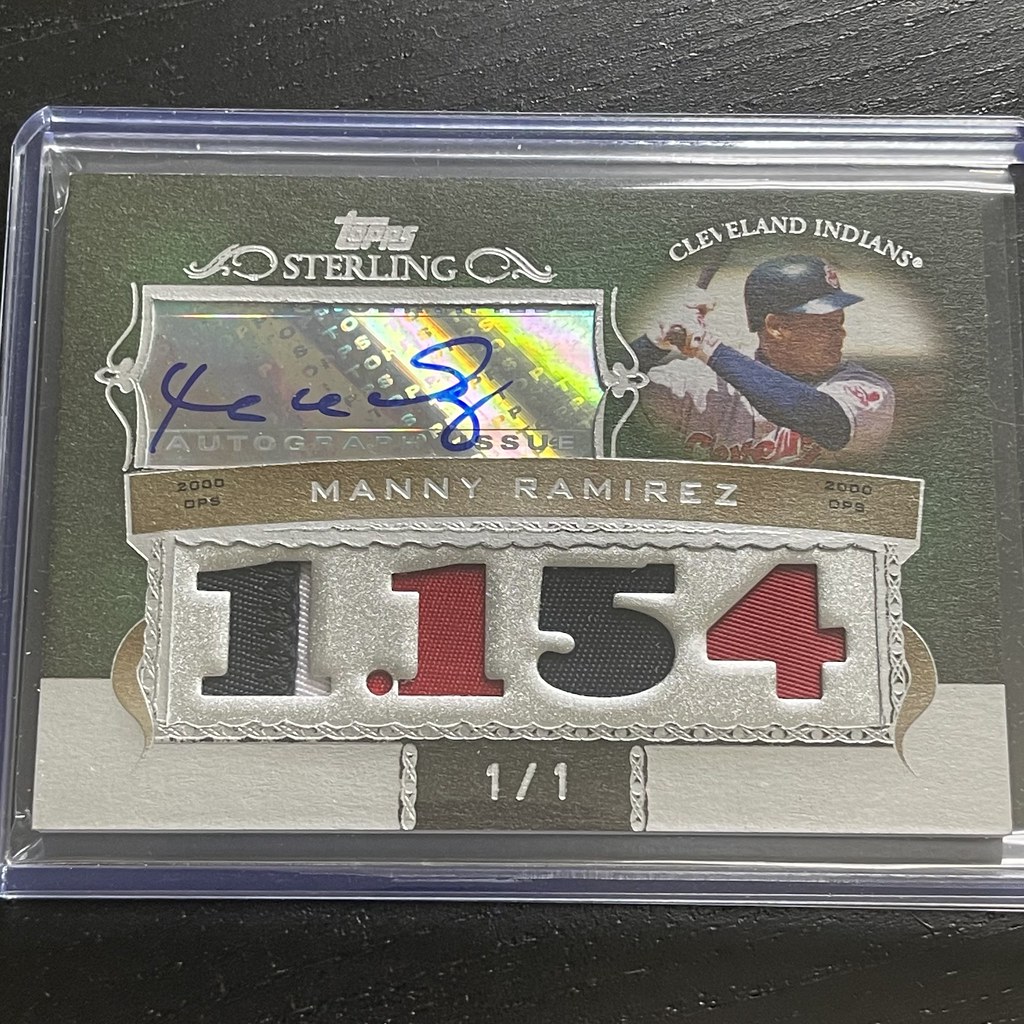 topps
STERLING
CLEVELAND INDIANS®
AUTOGRAPH ISSUE
2000
OPS
MANNY RAMIREZ
2000
OPS
1.154
1/1